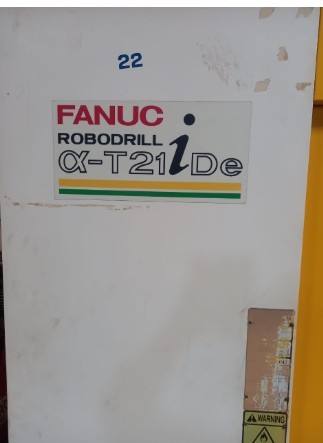 22
FANUC
ROBODRILL
α-T21iDe
WARNING